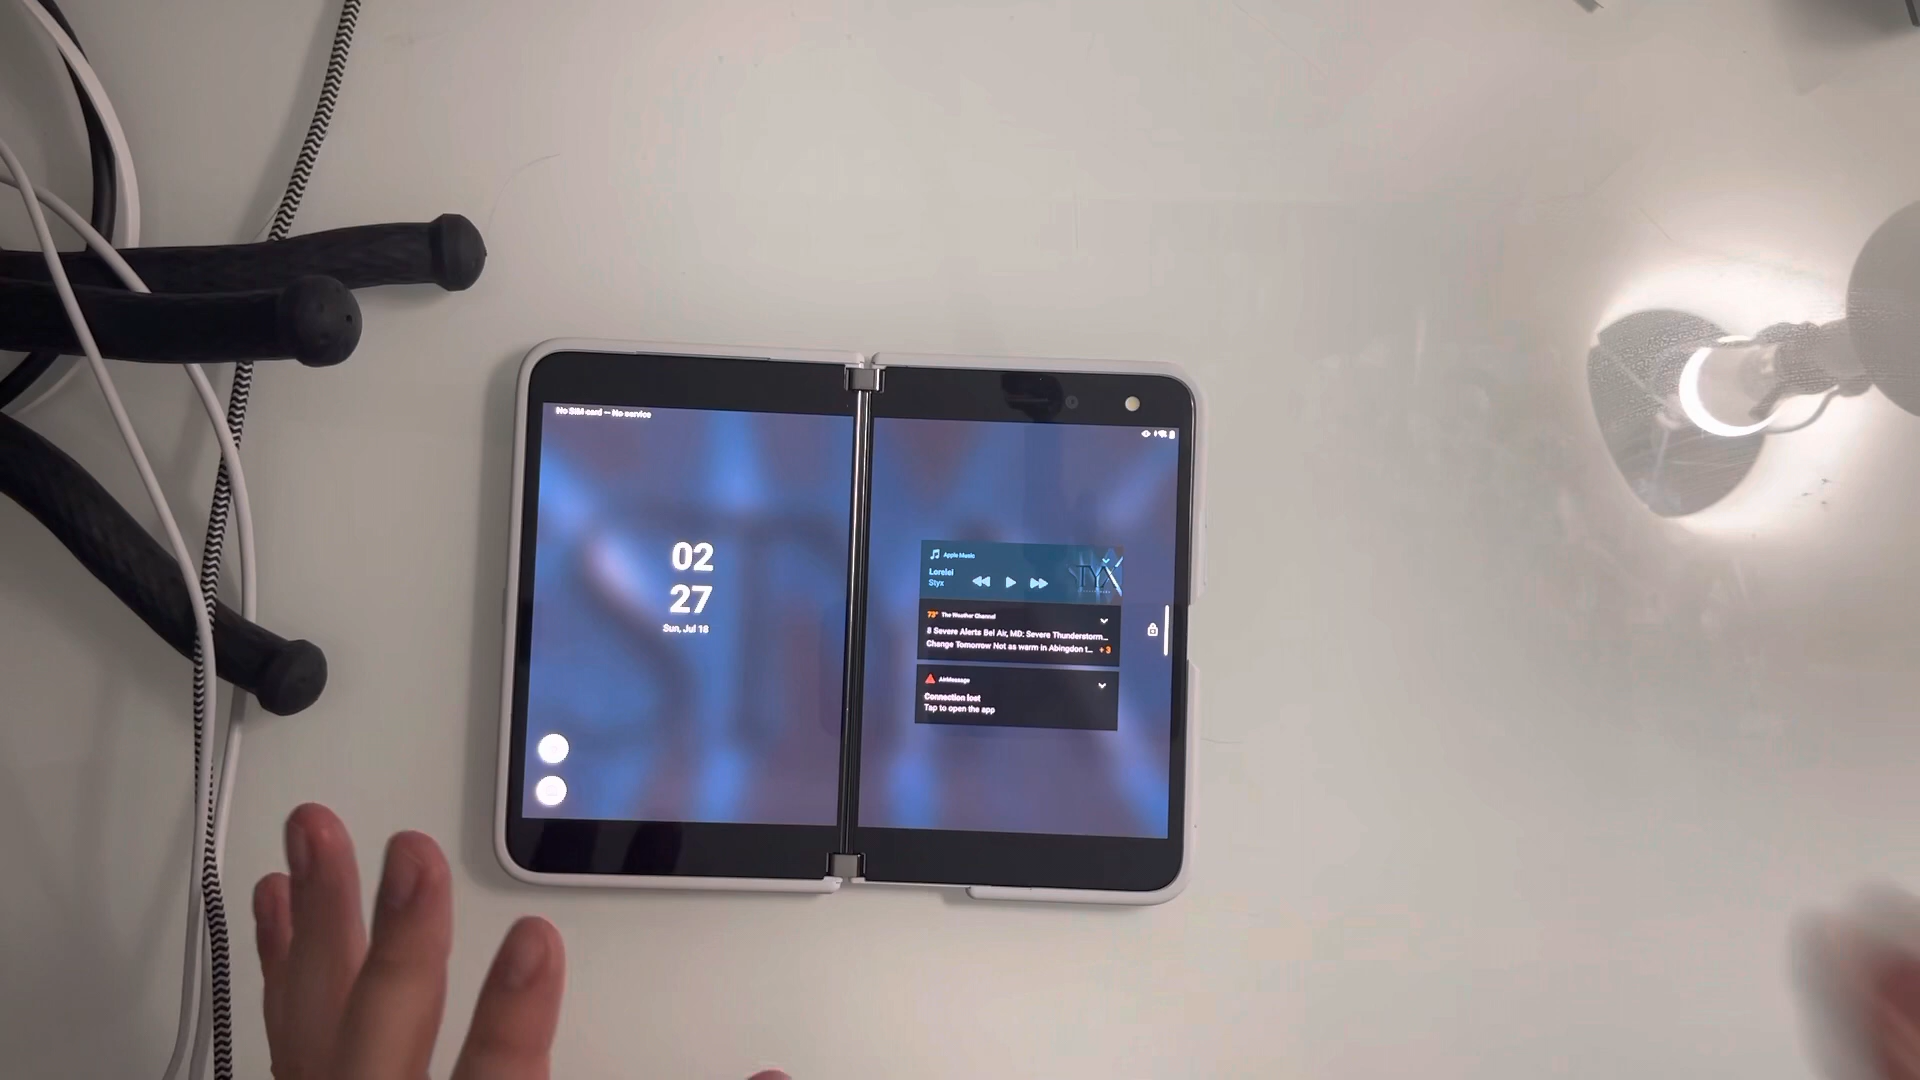 No SIM card — No service
02
27
Sun, Jul 18
Apple Music
Lorelei
Styx
STYX
73° The Weather Channel
8 Severe Alerts Bel Air, MD: Severe Thunderstorm...
Change Tomorrow Not as warm in Abingdon t... + 3
AirMessage
Connection lost
Tap to open the app